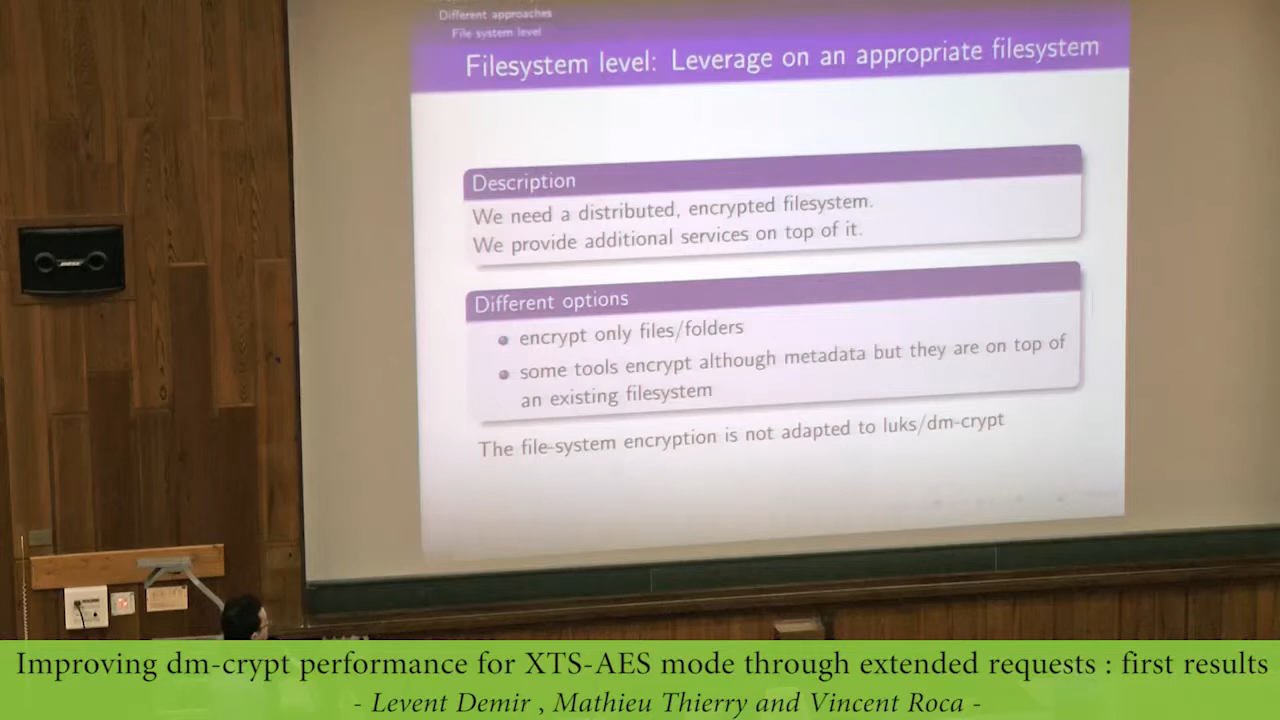 Different approaches
File system level
Filesystem level: Leverage on an appropriate filesystem
Description
We need a distributed, encrypted filesystem.
We provide additional services on top of it.
Different options
encrypt only files/folders
some tools encrypt although metadata but they are on top of
an existing filesystem
The file-system encryption is not adapted to luks/dm-crypt
BOSE
Improving dm-crypt performance for XTS-AES mode through extended requests : first results
- Levent Demir , Mathieu Thierry and Vincent Roca -